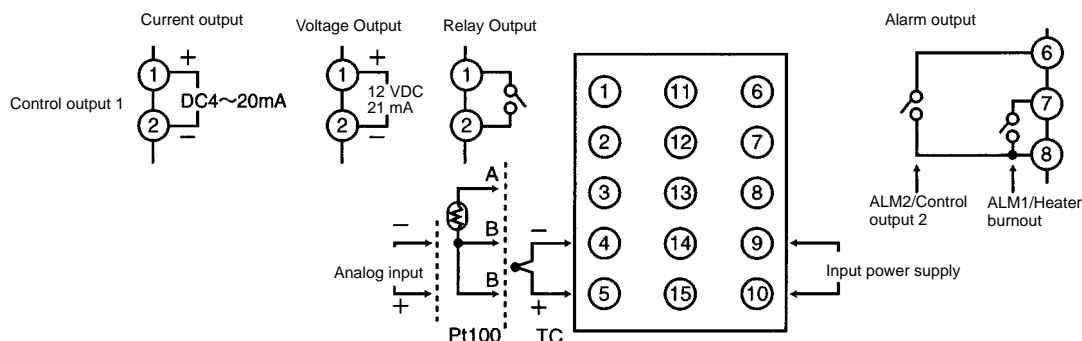 Current output
Voltage Output
Relay Output
Alarm output
Control output 1
1
+
DC4～20mA
2
−
1
+
12 VDC
21 mA
2
−
1
2
1
11
6
2
12
7
3
13
8
4
14
9
5
15
10
6
7
8
ALM2/Control
output 2
ALM1/Heater
burnout
A
B
B
−
Analog input
+
−
+
Input power supply
Pt100
TC